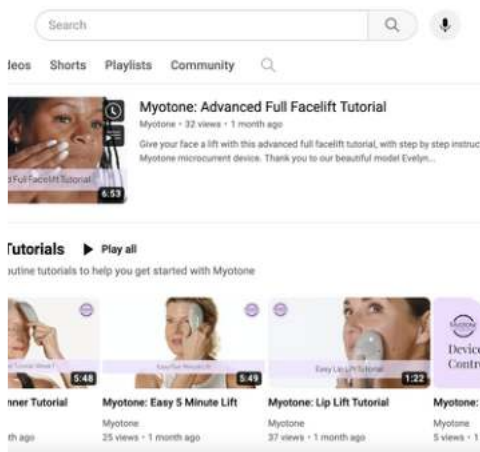 Search
deos Shorts Playlists Community
Myotone: Advanced Full Facelift Tutorial
Myotone • 32 views • 1 month ago
Give your face a lift with this advanced full facelift tutorial, with step by step instruc
Myotone microcurrent device. Thank you to our beautiful model Evelyn...
d Full Facelift Tutorial
6:53
Tutorials Play all
outine tutorials to help you get started with Myotone
5:48
5:49
Easy Lip Lift Tutorial
1:22
MYOTONE
Device
Contr
nner Tutorial Myotone: Easy 5 Minute Lift Myotone: Lip Lift Tutorial Myotone:
Myotone Myotone Myotone
th ago 25 views • 1 month ago 37 views • 1 month ago 5 views • 1